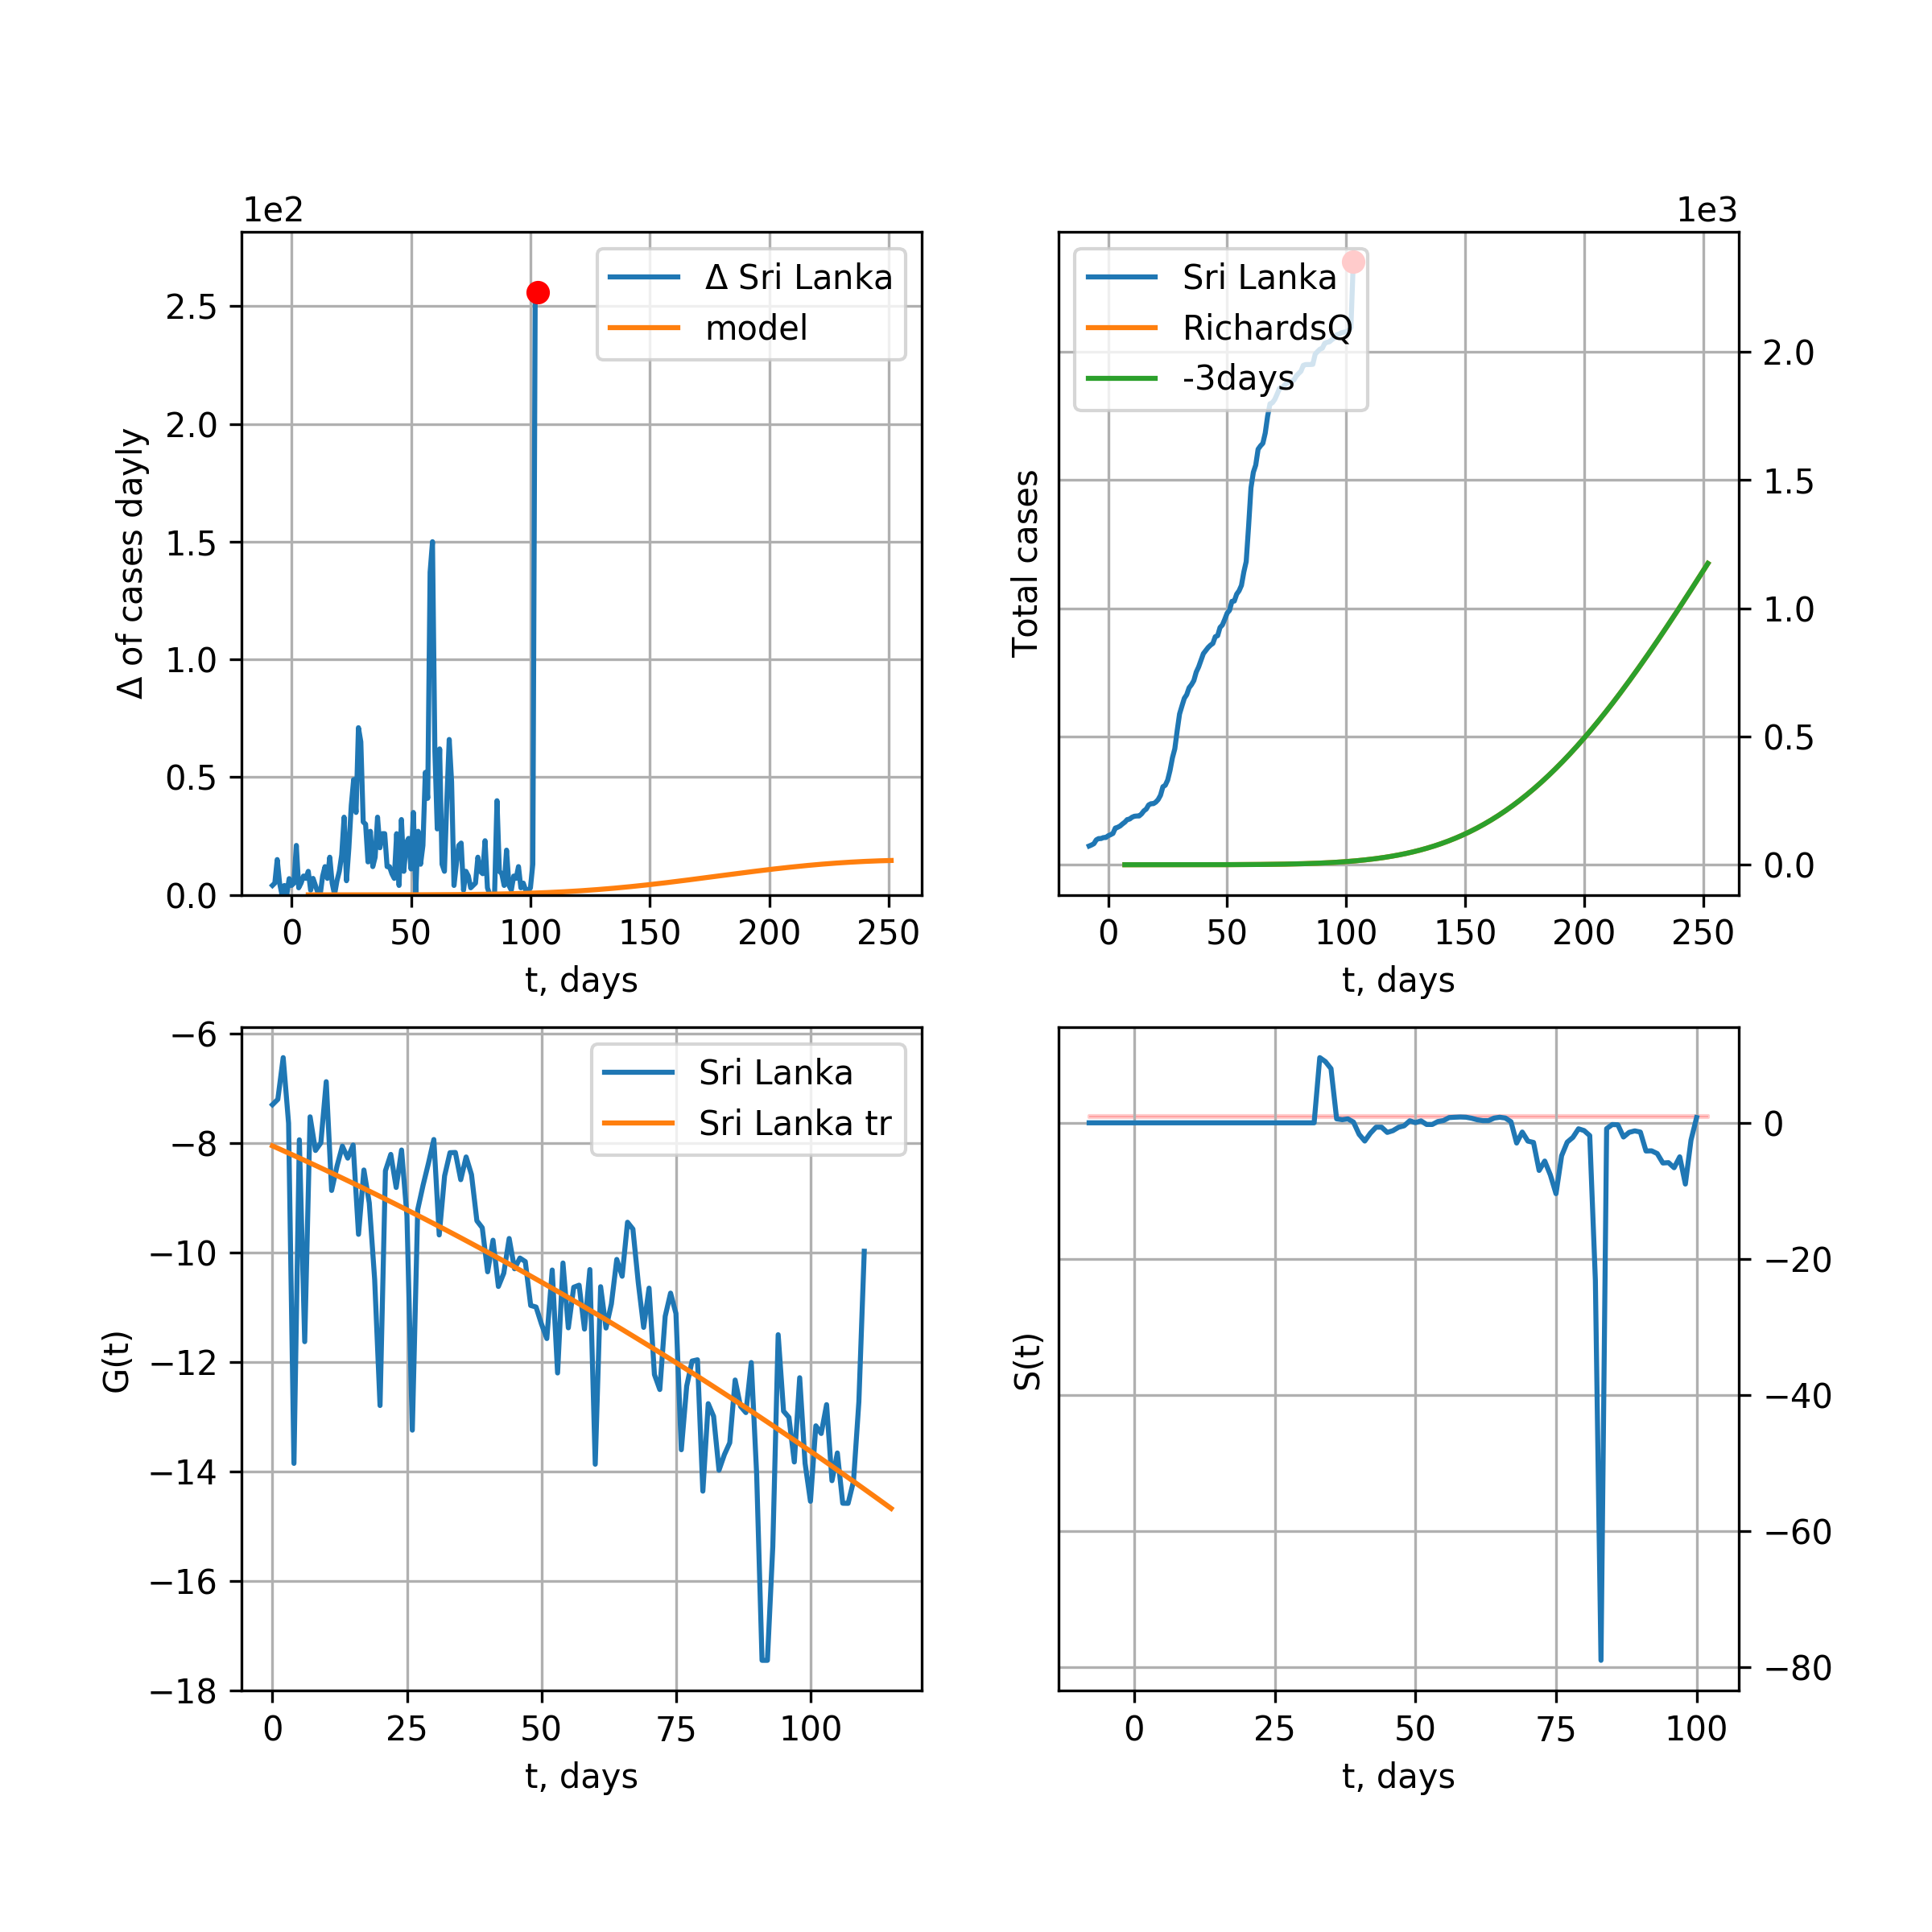 1e2
Δ of cases dayly
2.5
2.0
1.5
1.0
0.5
0.0
Δ Sri Lanka
model
0 50 100 150 200 250
t, days
1e3
Total cases
Sri Lanka
RichardsQ
-3days
2.0
1.5
1.0
0.5
0.0
0 50 100 150 200 250
t, days
G(t)
−6
−8
−10
−12
−14
−16
−18
Sri Lanka
Sri Lanka tr
0 25 50 75 100
t, days
S(t)
0
−20
−40
−60
−80
0 25 50 75 100
t, days